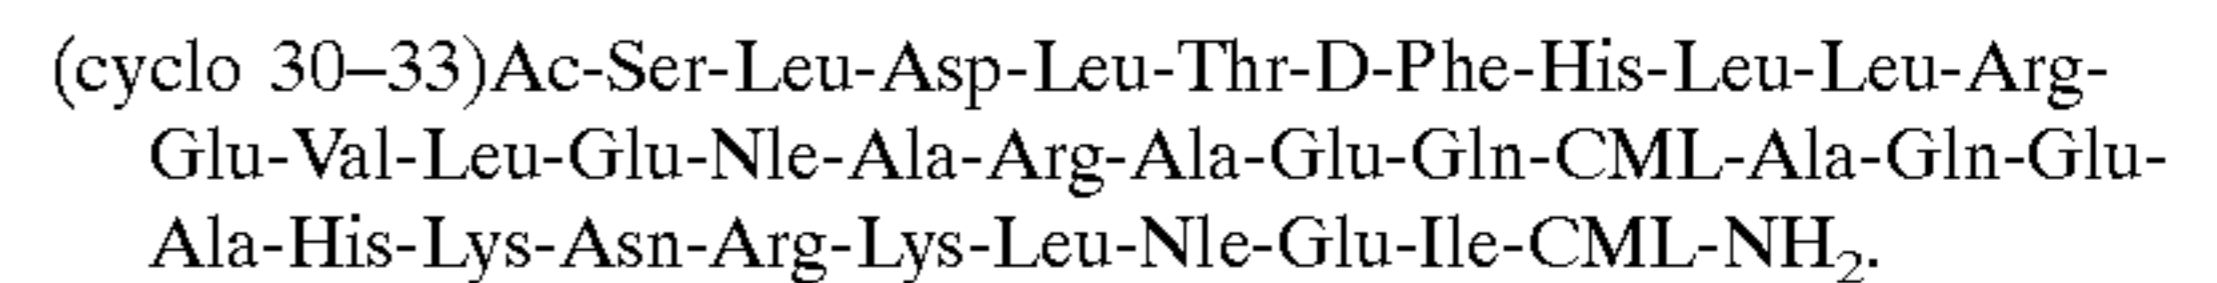 (cyclo 30–33)Ac-Ser-Leu-Asp-Leu-Thr-D-Phe-His-Leu-Leu-Arg-
Glu-Val-Leu-Glu-Nle-Ala-Arg-Ala-Glu-Gln-CML-Ala-Gln-Glu-
Ala-His-Lys-Asn-Arg-Lys-Leu-Nle-Glu-Ile-CML-NH₂.